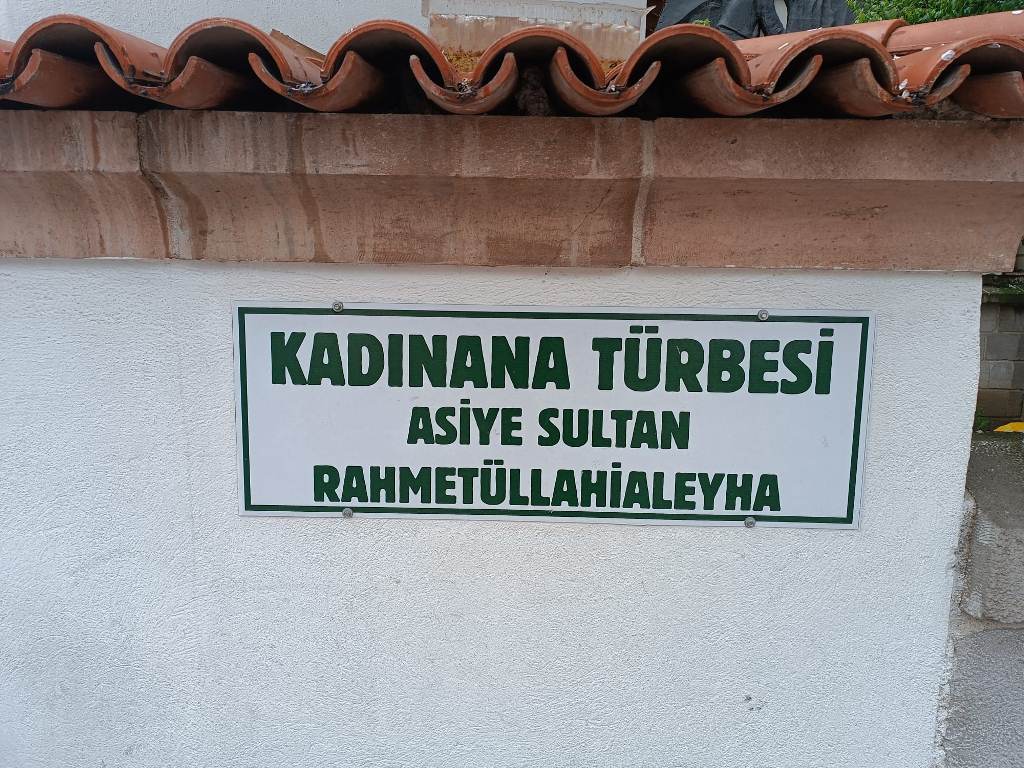 KADINANA TÜRBESİ
ASİYE SULTAN
RAHMETÜLLAHİALEYHA